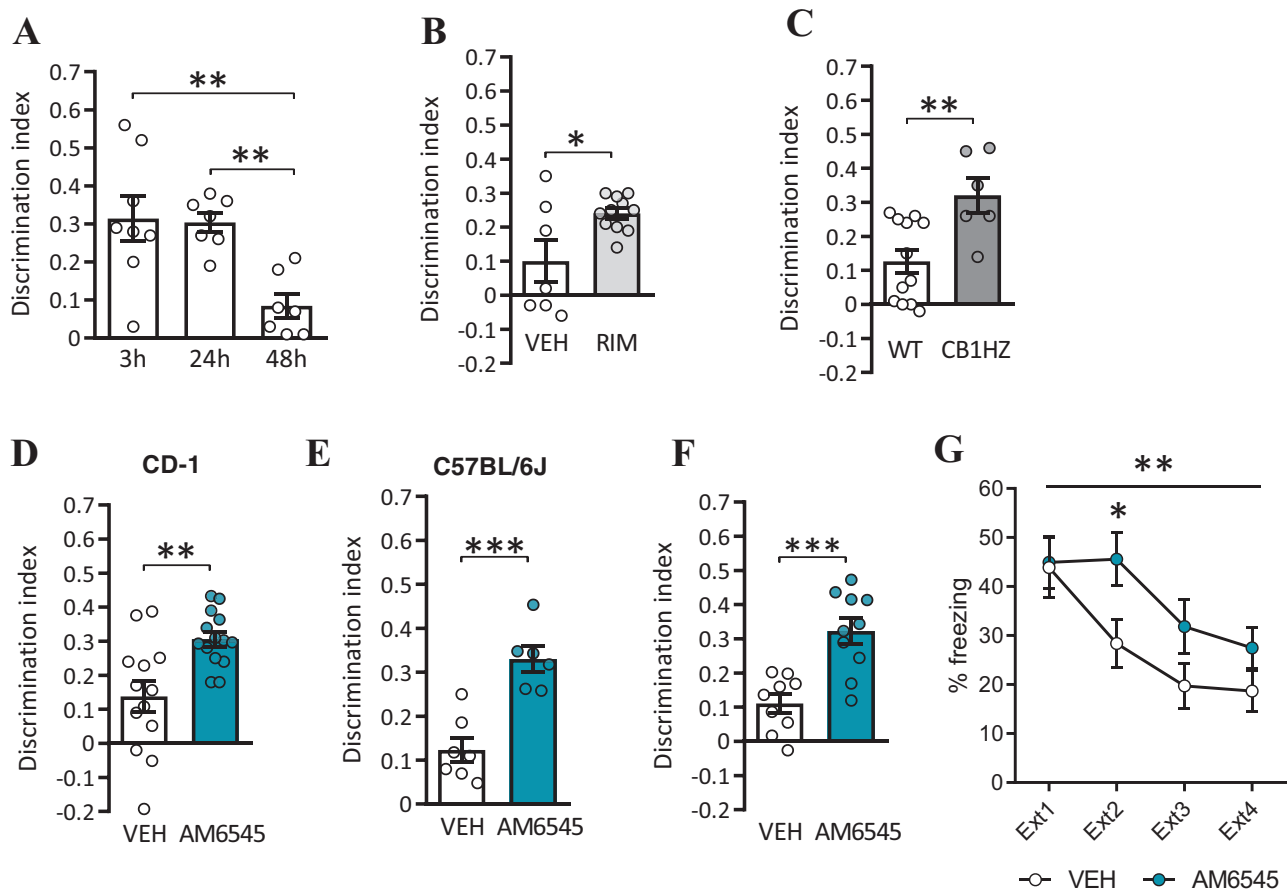 A
Discrimination index
0.7
0.6
0.5
0.4
0.3
0.2
0.1
0
**
**
3h
24h
48h
B
Discrimination index
0.7
0.6
0.5
0.4
0.3
0.2
0.1
0
-0.1
-0.2
*
VEH
RIM
C
Discrimination index
0.7
0.6
0.5
0.4
0.3
0.2
0.1
0
-0.1
-0.2
**
WT
CB1HZ
D
CD-1
Discrimination index
0.7
0.6
0.5
0.4
0.3
0.2
0.1
0
-0.1
-0.2
**
VEH
AM6545
E
C57BL/6J
Discrimination index
0.7
0.6
0.5
0.4
0.3
0.2
0.1
0
***
VEH
AM6545
F
Discrimination index
0.7
0.6
0.5
0.4
0.3
0.2
0.1
0
-0.1
-0.2
***
VEH
AM6545
G
% freezing
60
50
40
30
20
10
0
**
*
Ext1
Ext2
Ext3
Ext4
VEH
AM6545